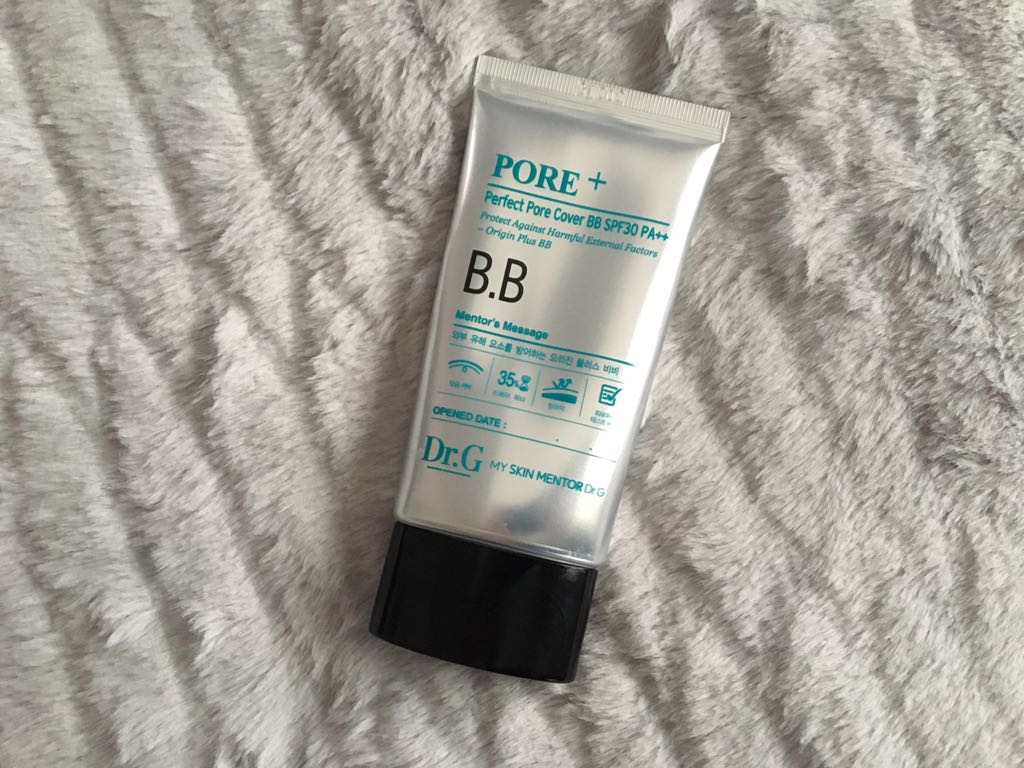 PORE +
Perfect Pore Cover BB SPF30 PA++
Protect Against Harmful External Factors
– Origin Plus BB
B.B
Mentor's Message
외부 유해 요소를 방어하는 오라진 플러스 비비
35%
OPENED DATE :
Dr.G MY SKIN MENTOR Dr.G